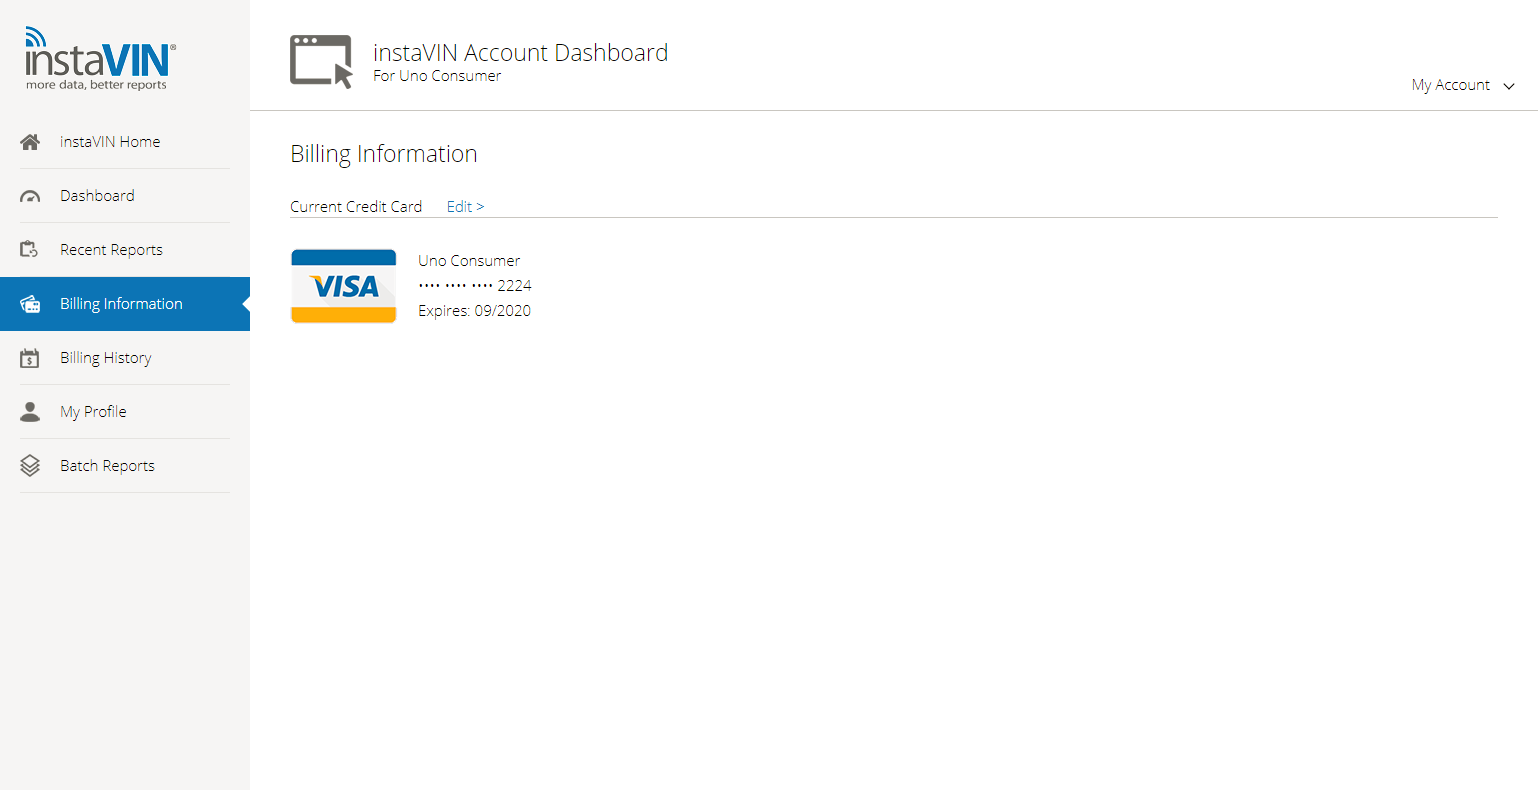 instaVIN®
more data, better reports
instaVIN Home
Dashboard
Recent Reports
Billing Information
Billing History
My Profile
Batch Reports
instaVIN Account Dashboard
For Uno Consumer
My Account
Billing Information
Current Credit Card Edit >
VISA
Uno Consumer
•••• •••• •••• 2224
Expires: 09/2020